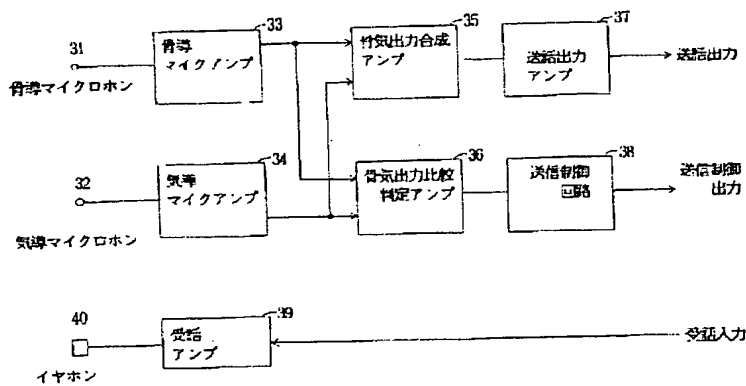 31
骨導マイクロホン
33
骨導
マイクアンプ
35
骨気出力合成
アンプ
37
送話出力
アンプ
送話出力
32
気導マイクロホン
34
気導
マイクアンプ
36
骨気出力比較
判定アンプ
38
送信制御
回路
送信制御
出力
40
イヤホン
39
受話
アンプ
受話入力